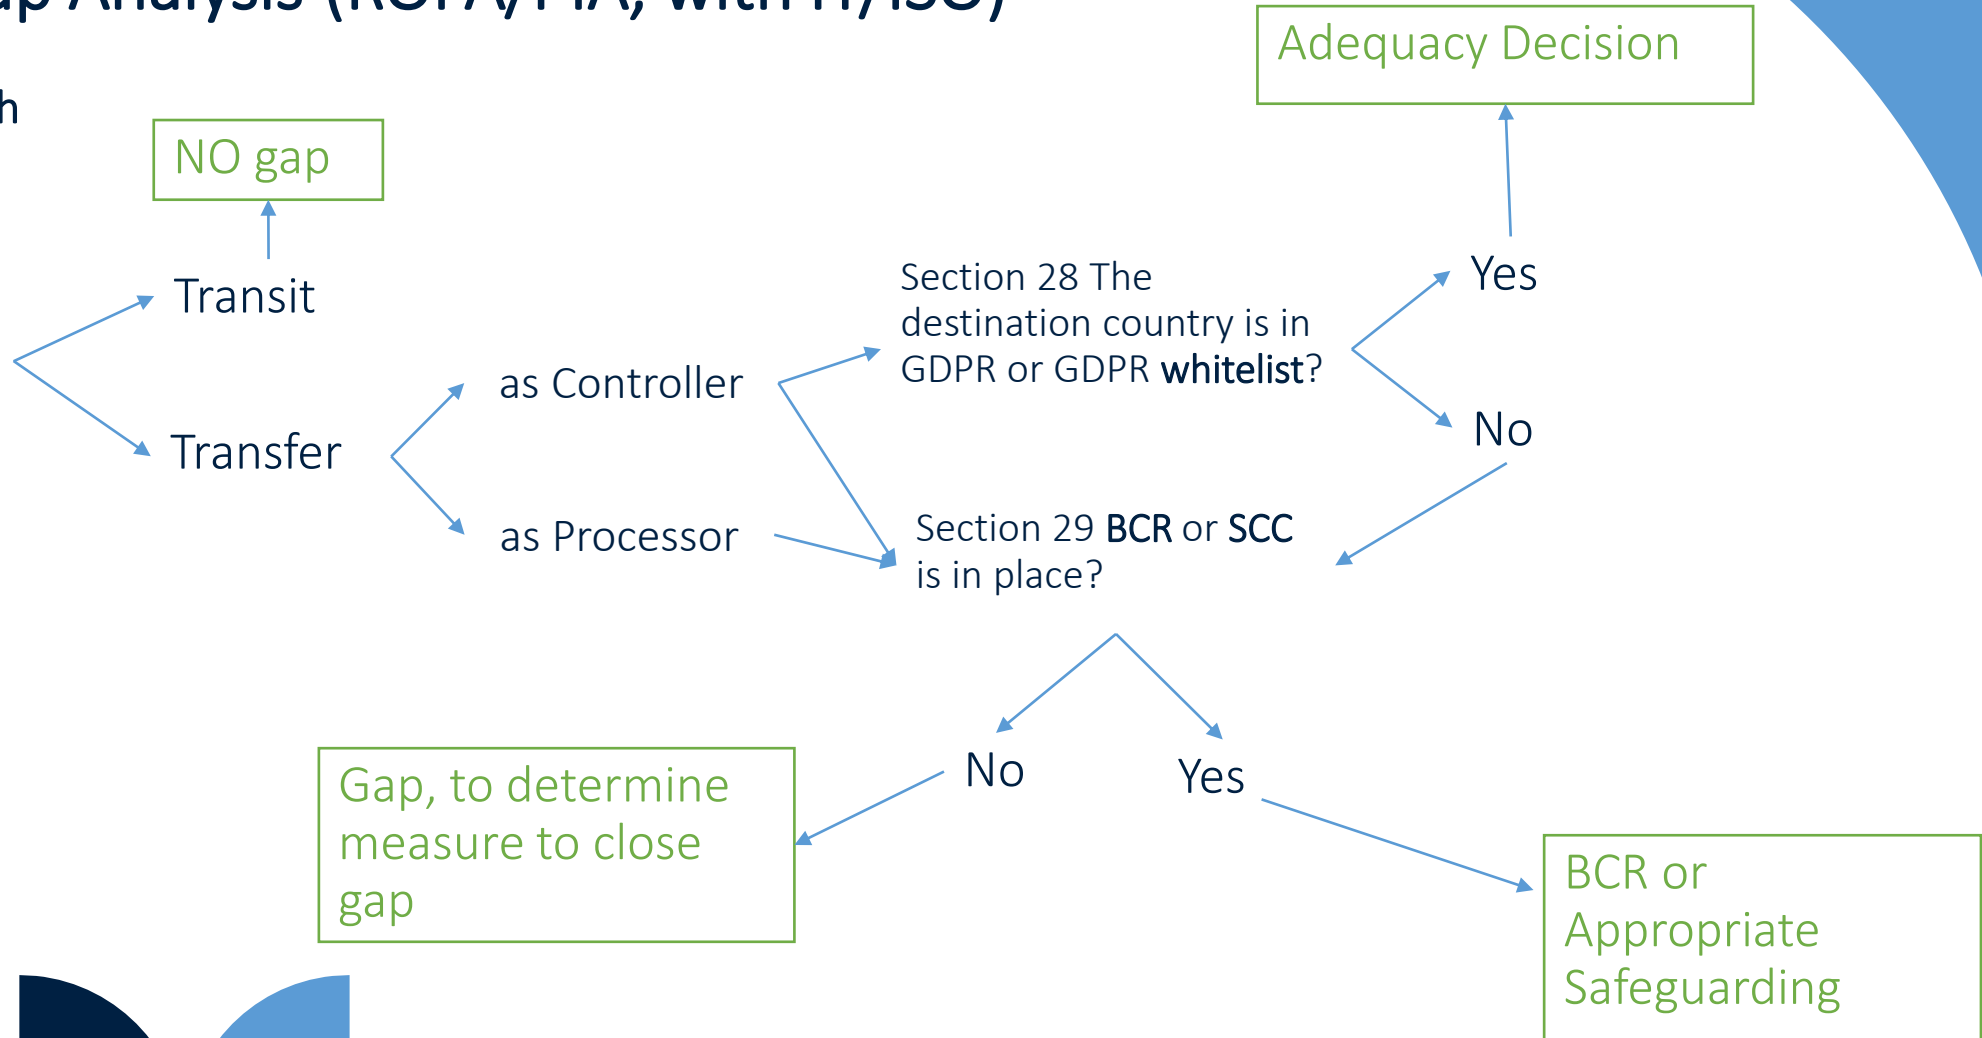 Adequacy Decision
NO gap
Transit
Transfer
as Controller
as Processor
Section 28 The
destination country is in
GDPR or GDPR whitelist?
Yes
No
Section 29 BCR or SCC
is in place?
No
Yes
Gap, to determine
measure to close
gap
BCR or
Appropriate
Safeguarding